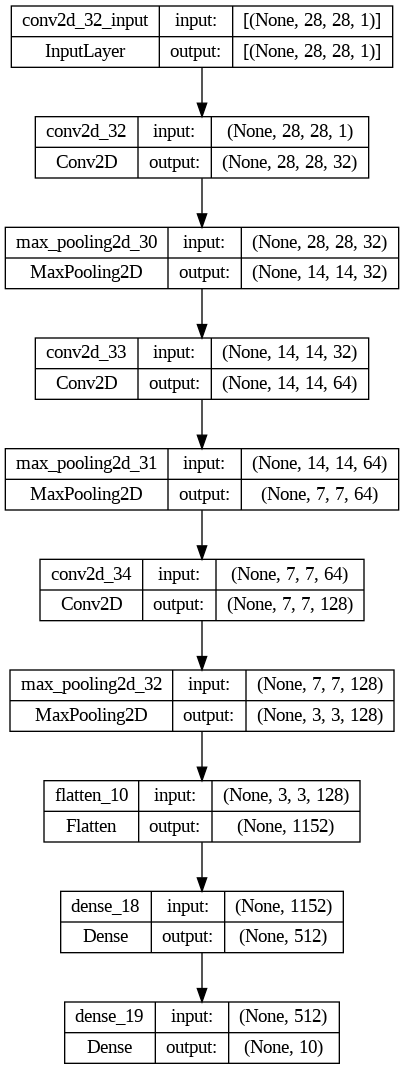 conv2d_32_input input: [(None, 28, 28, 1)]
InputLayer output: [(None, 28, 28, 1)]
conv2d_32 input: (None, 28, 28, 1)
Conv2D output: (None, 28, 28, 32)
max_pooling2d_30 input: (None, 28, 28, 32)
MaxPooling2D output: (None, 14, 14, 32)
conv2d_33 input: (None, 14, 14, 32)
Conv2D output: (None, 14, 14, 64)
max_pooling2d_31 input: (None, 14, 14, 64)
MaxPooling2D output: (None, 7, 7, 64)
conv2d_34 input: (None, 7, 7, 64)
Conv2D output: (None, 7, 7, 128)
max_pooling2d_32 input: (None, 7, 7, 128)
MaxPooling2D output: (None, 3, 3, 128)
flatten_10 input: (None, 3, 3, 128)
Flatten output: (None, 1152)
dense_18 input: (None, 1152)
Dense output: (None, 512)
dense_19 input: (None, 512)
Dense output: (None, 10)